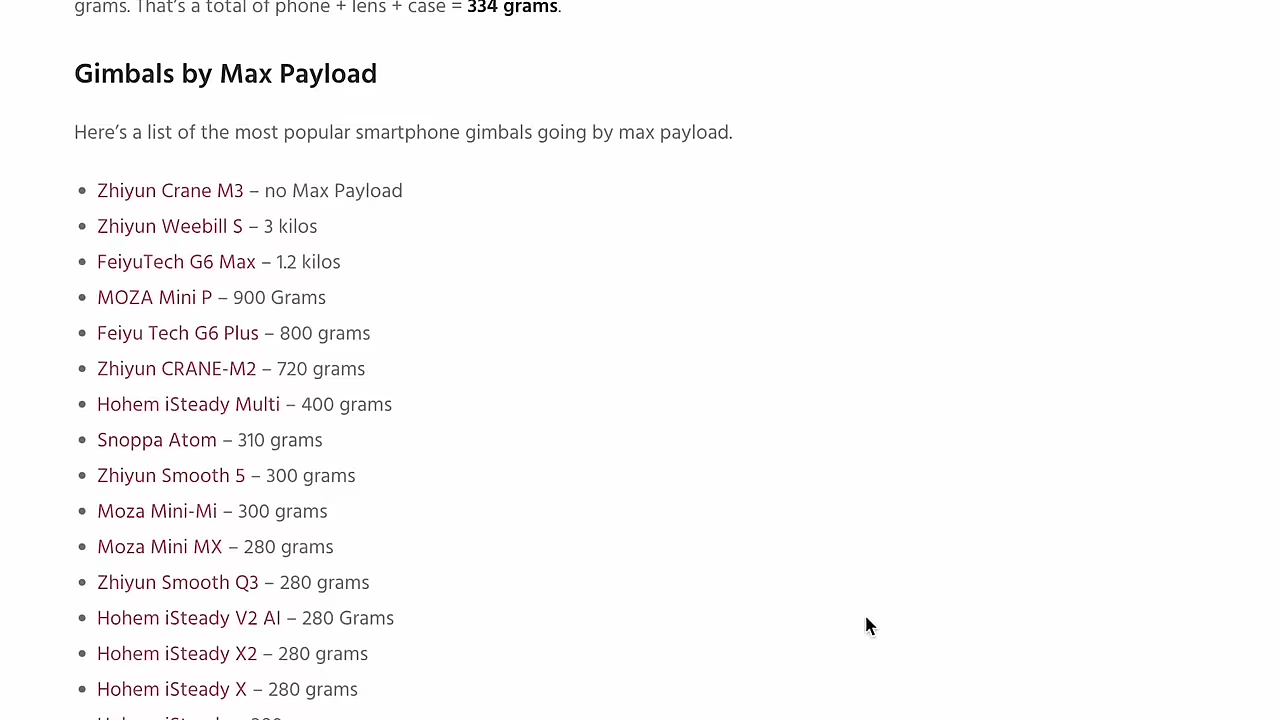 grams. That's a total of phone + lens + case = 334 grams.
Gimbals by Max Payload
Here's a list of the most popular smartphone gimbals going by max payload.
Zhiyun Crane M3 – no Max Payload
Zhiyun Weebill S – 3 kilos
FeiyuTech G6 Max – 1.2 kilos
MOZA Mini P – 900 Grams
Feiyu Tech G6 Plus – 800 grams
Zhiyun CRANE-M2 – 720 grams
Hohem iSteady Multi – 400 grams
Snoppa Atom – 310 grams
Zhiyun Smooth 5 – 300 grams
Moza Mini-Mi – 300 grams
Moza Mini MX – 280 grams
Zhiyun Smooth Q3 – 280 grams
Hohem iSteady V2 AI – 280 Grams
Hohem iSteady X2 – 280 grams
Hohem iSteady X – 280 grams